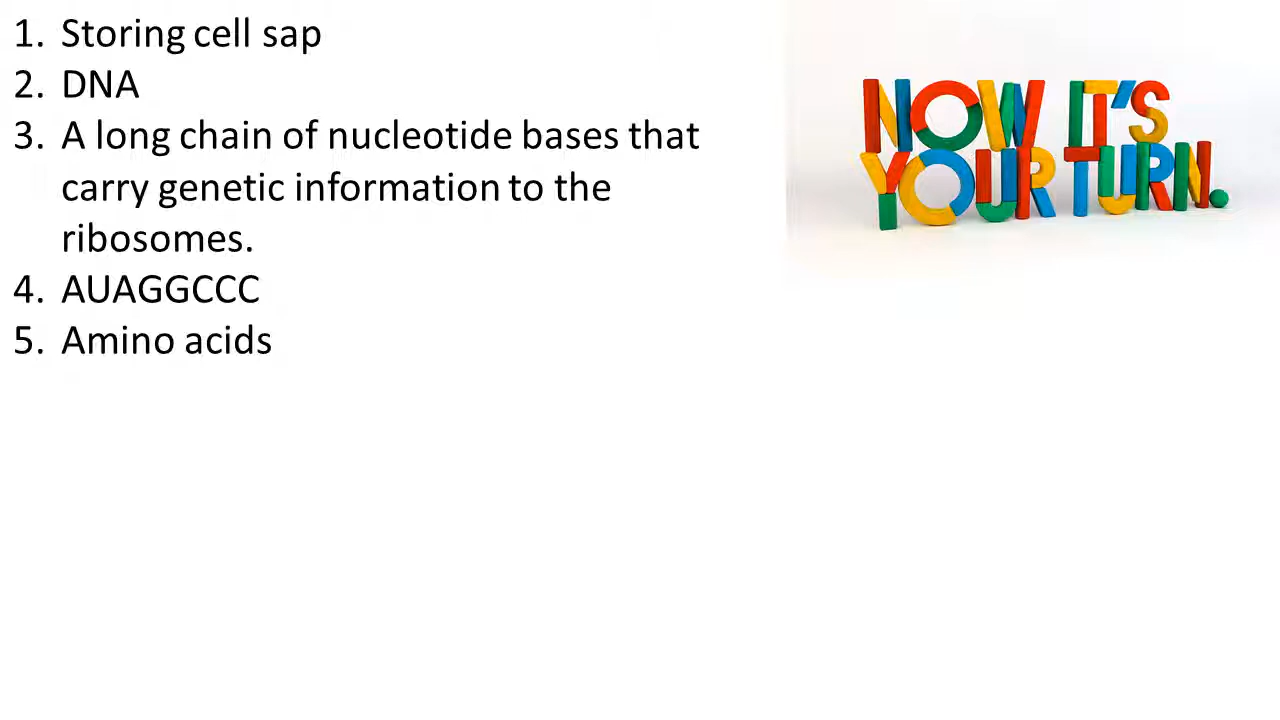 1. Storing cell sap
2. DNA
3. A long chain of nucleotide bases that
carry genetic information to the
ribosomes.
4. AUAGGCCC
5. Amino acids
NOW IT'S
YOUR TURN.